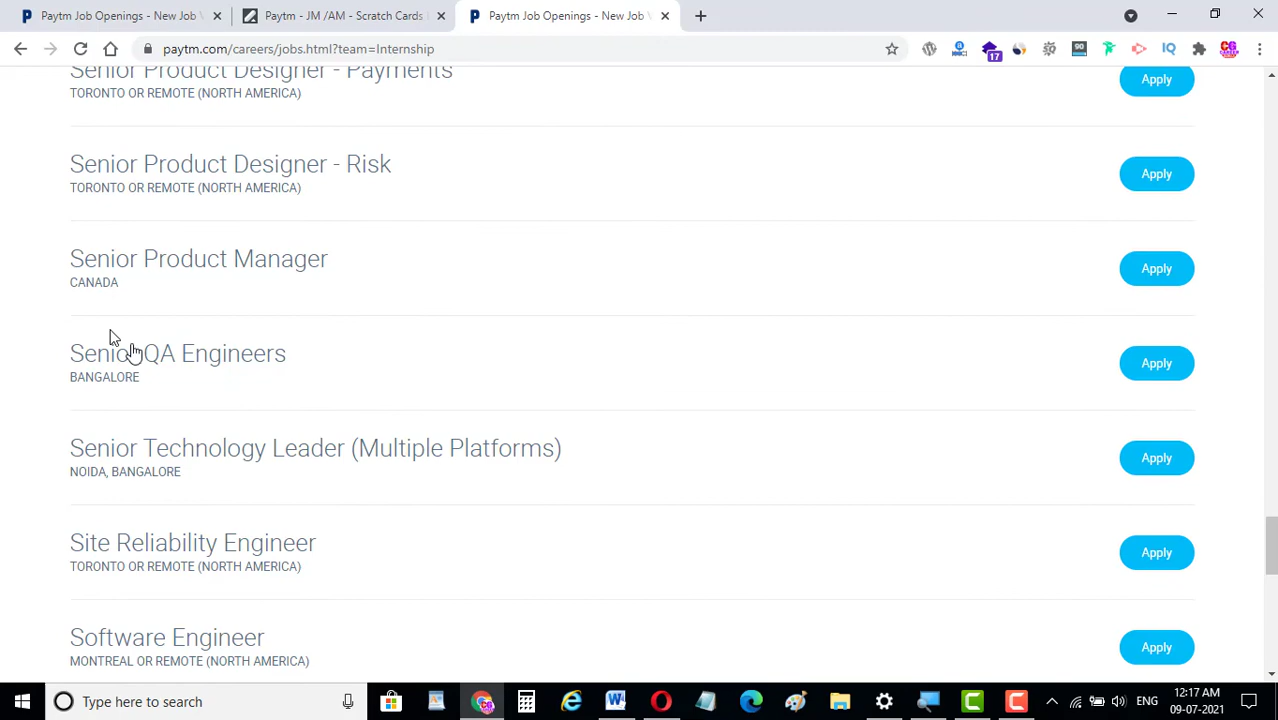 Paytm Job Openings - New Job V
Paytm - JM /AM - Scratch Cards
Paytm Job Openings - New Job V
paytm.com/careers/jobs.html?team=Internship
90
IQ
17
Senior Product Designer - Payments
TORONTO OR REMOTE (NORTH AMERICA)
Apply
Senior Product Designer - Risk
TORONTO OR REMOTE (NORTH AMERICA)
Apply
Senior Product Manager
CANADA
Apply
Senior QA Engineers
BANGALORE
Apply
Senior Technology Leader (Multiple Platforms)
NOIDA, BANGALORE
Apply
Site Reliability Engineer
TORONTO OR REMOTE (NORTH AMERICA)
Apply
Software Engineer
MONTREAL OR REMOTE (NORTH AMERICA)
Apply
Type here to search
ENG
12:17 AM
09-07-2021